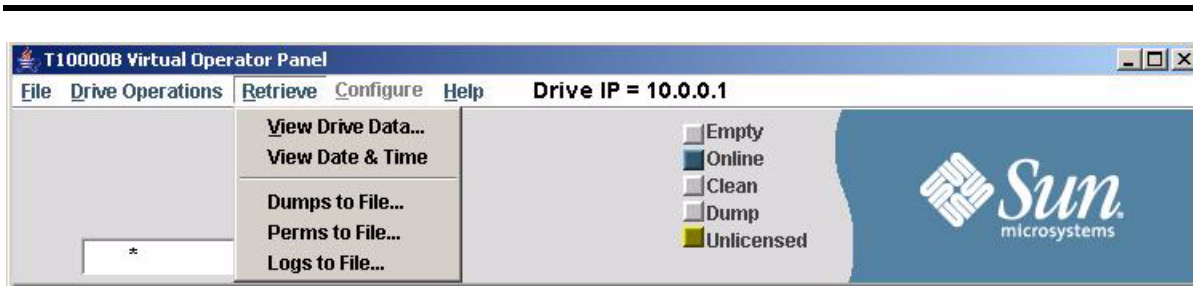 T10000B Virtual Operator Panel
File Drive Operations Retrieve Configure Help Drive IP = 10.0.0.1
View Drive Data...
View Date & Time
Dumps to File...
Perms to File...
Logs to File...
*
Empty
Online
Clean
Dump
Unlicensed
Sun.
microsystems